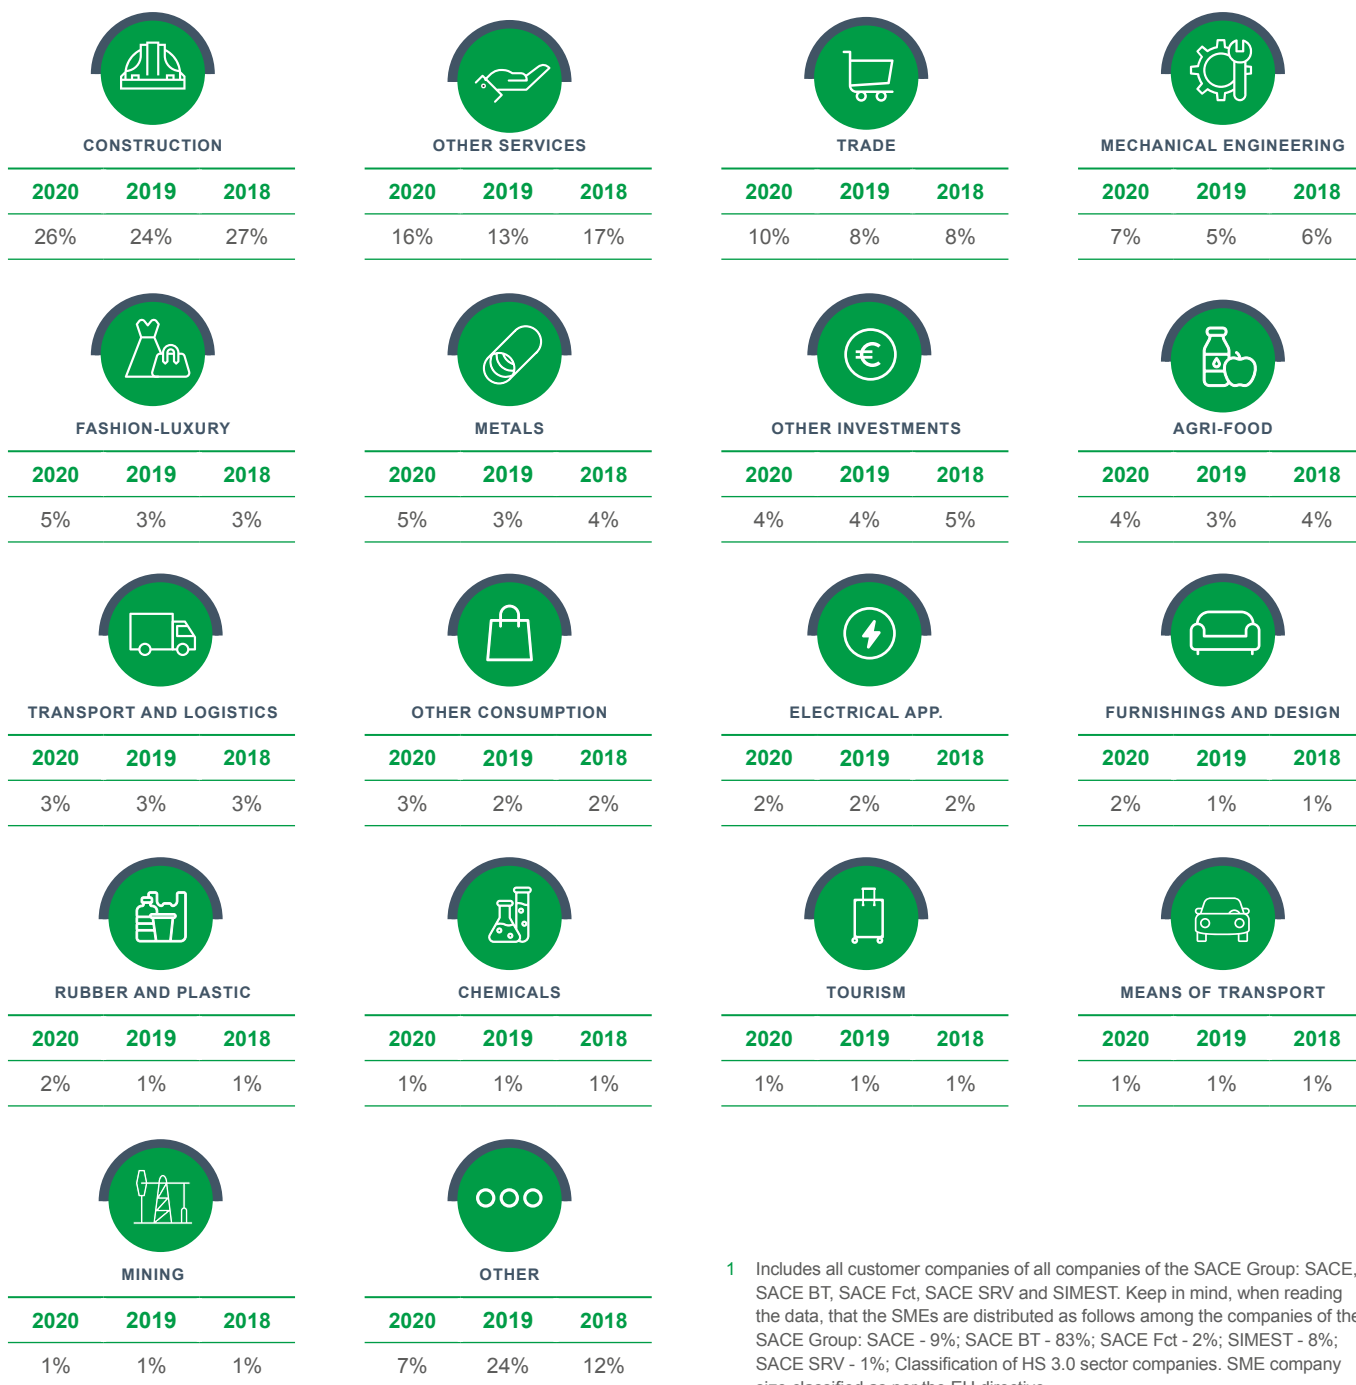 CONSTRUCTION
2020 2019 2018
26% 24% 27%
OTHER SERVICES
2020 2019 2018
16% 13% 17%
TRADE
2020 2019 2018
10% 8% 8%
MECHANICAL ENGINEERING
2020 2019 2018
7% 5% 6%
FASHION-LUXURY
2020 2019 2018
5% 3% 3%
METALS
2020 2019 2018
5% 3% 4%
OTHER INVESTMENTS
2020 2019 2018
4% 4% 5%
AGRI-FOOD
2020 2019 2018
4% 3% 4%
TRANSPORT AND LOGISTICS
2020 2019 2018
3% 3% 3%
OTHER CONSUMPTION
2020 2019 2018
3% 2% 2%
ELECTRICAL APP.
2020 2019 2018
2% 2% 2%
FURNISHINGS AND DESIGN
2020 2019 2018
2% 1% 1%
RUBBER AND PLASTIC
2020 2019 2018
2% 1% 1%
CHEMICALS
2020 2019 2018
1% 1% 1%
TOURISM
2020 2019 2018
1% 1% 1%
MEANS OF TRANSPORT
2020 2019 2018
1% 1% 1%
MINING
2020 2019 2018
1% 1% 1%
OTHER
2020 2019 2018
7% 24% 12%
1 Includes all customer companies of all companies of the SACE Group: SACE,
SACE BT, SACE Fct, SACE SRV and SIMEST. Keep in mind, when reading
the data, that the SMEs are distributed as follows among the companies of the
SACE Group: SACE - 9%; SACE BT - 83%; SACE Fct - 2%; SIMEST - 8%;
SACE SRV - 1%; Classification of HS 3.0 sector companies. SME company
size classified as per the EU directive